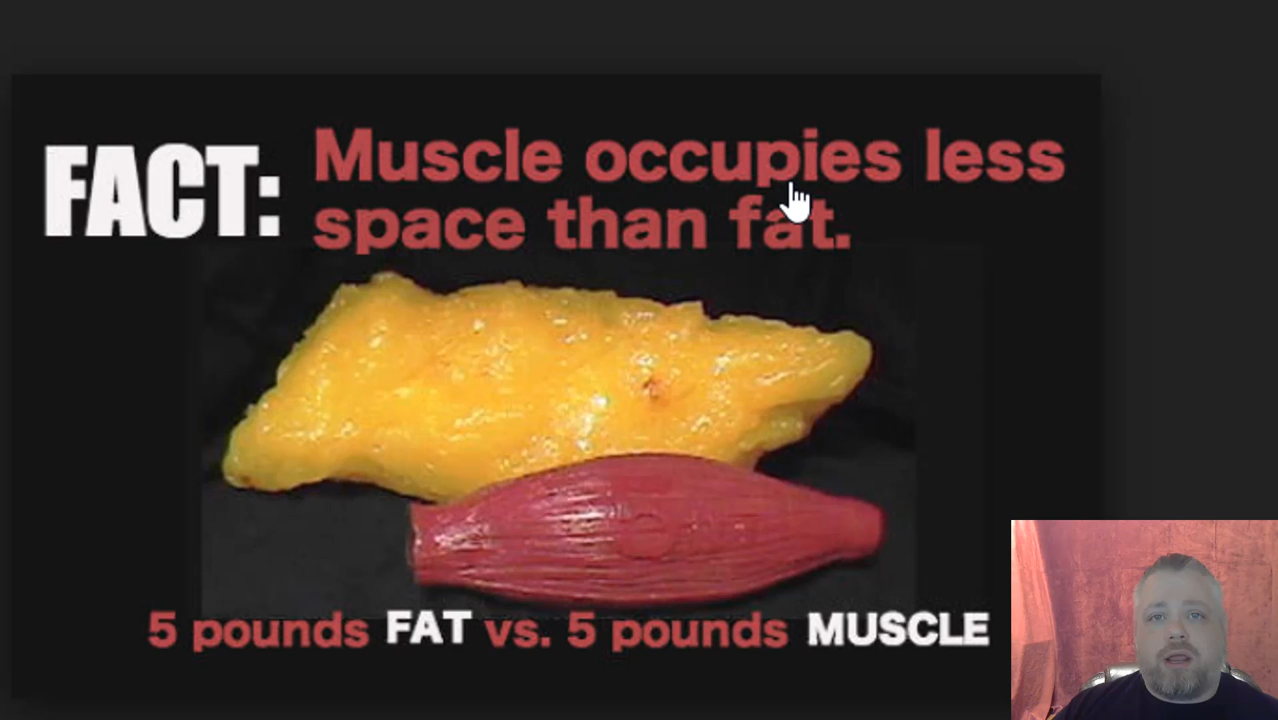 FACT: Muscle occupies less
space than fat.
5 pounds FAT vs. 5 pounds MUSCLE